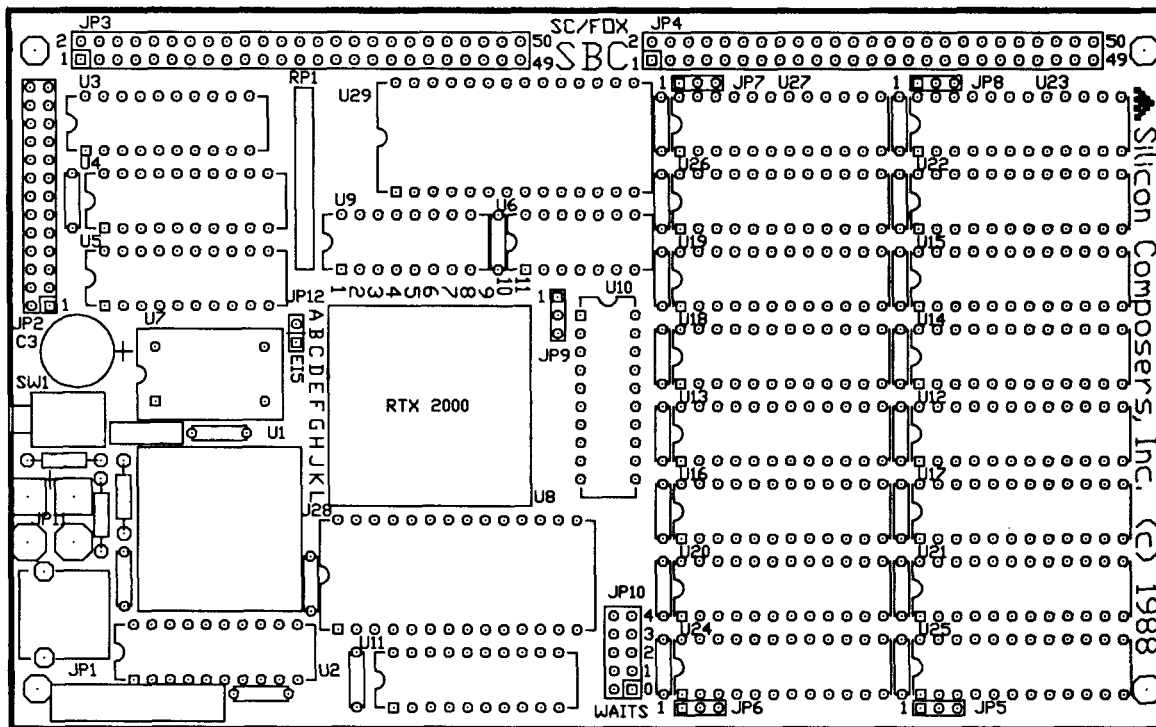 JP3
SC/FOX
JP4
2
50
2
50
1
49
SBC
1
49
U3
RP1
U29
1
JP7
U27
1
JP8
U23
U4
U26
U22
U9
U6
U5
U19
U15
1
1 2 3 4 5 6 7 8 9 10 11
U10
JP2
JP12
1
C3
U7
A
B
C
D
E
F
G
H
J
K
L
EI5
JP9
U18
U14
SW1
RTX 2000
U1
U13
U12
U16
U17
JP11
U28
U8
U20
U21
JP10
4
3
2
1
0
WAITS
U24
U25
JP1
U2
U11
1
JP6
1
JP5
Silicon Composers, Inc. (c) 1988